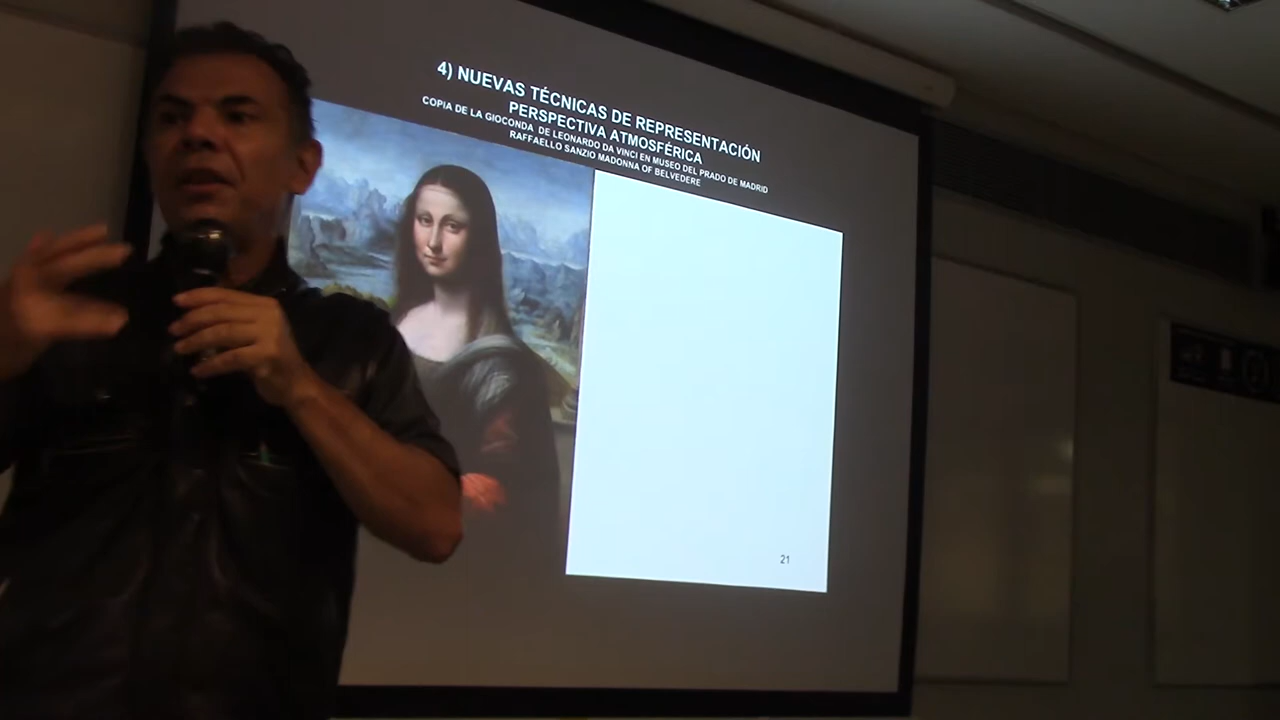 4) NUEVAS TÉCNICAS DE REPRESENTACIÓN
PERSPECTIVA ATMOSFÉRICA
COPIA DE LA GIOCONDA DE LEONARDO DA VINCI EN MUSEO DEL PRADO DE MADRID
RAFFAELLO SANZIO MADONNA OF BELVEDERE
21